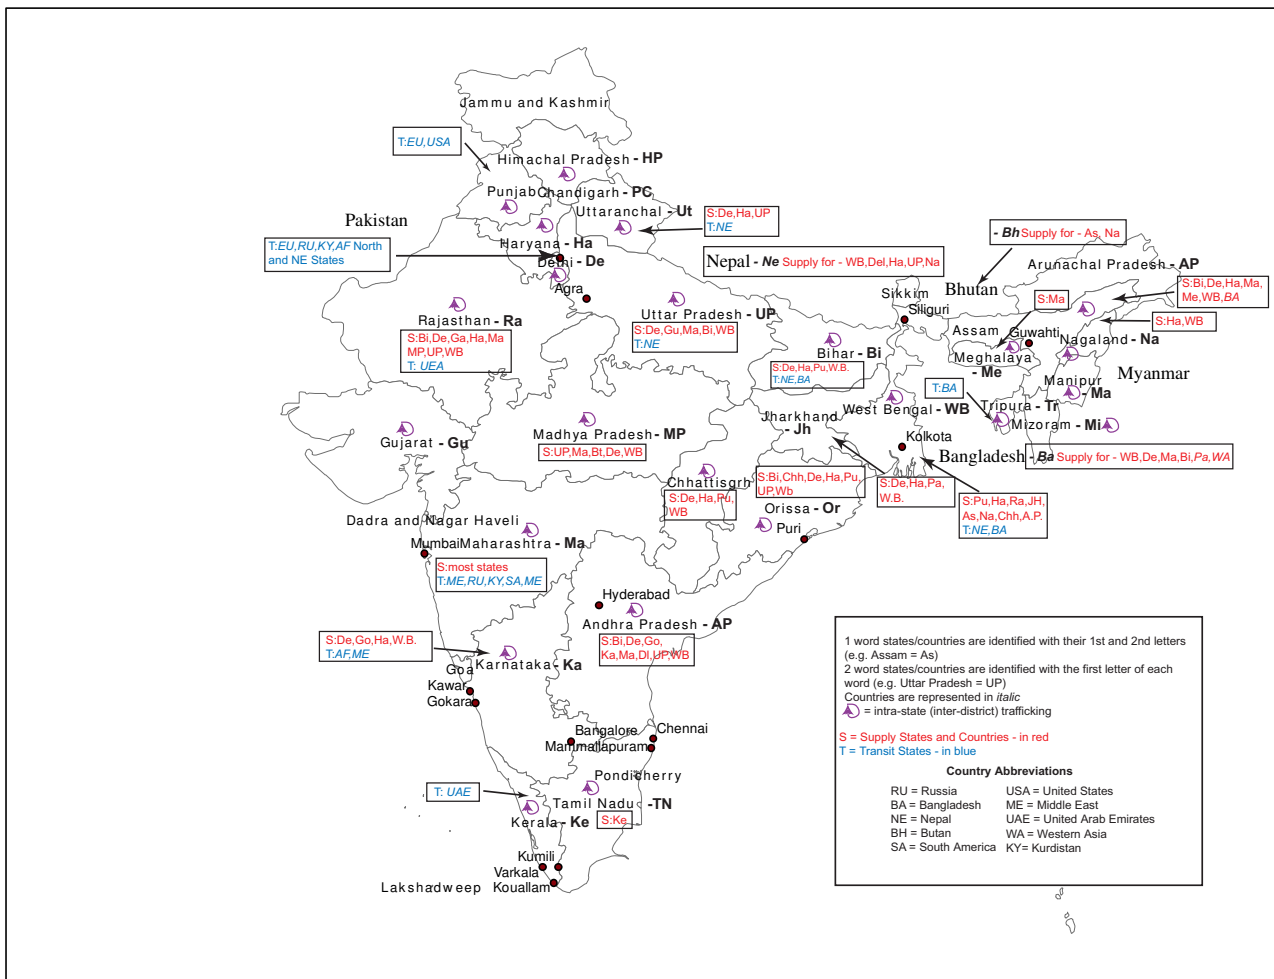 Jammu and Kashmir
T:EU,USA
Himachal Pradesh - HP
Punjab
Chandigarh - PC
Uttaranchal - Ut
S:De,Ha,UP
T:NE
Pakistan
T:EU,RU,KY,AF North
and NE States
Haryana - Ha
Delhi - De
Agra
Nepal - Ne Supply for - WB,Del,Ha,UP,Na
- Bh Supply for - As, Na
Arunachal Pradesh - AP
Bhutan
S:Bi,De,Ha,Ma,
Me,WB,BA
Sikkim
Siliguri
S:Ma
S:Ha,WB
Rajasthan - Ra
S:Bi,De,Ga,Ha,Ma
MP,UP,WB
T: UEA
Uttar Pradesh - UP
S:De,Gu,Ma,Bi,WB
T:NE
Bihar - Bi
S:De,Ha,Pu,W.B.
T:NE,BA
Assam
Guwahti
Nagaland - Na
Meghalaya
- Me
Myanmar
Manipur
- Ma
T:BA
Tripura - Tr
Mizoram - Mi
Gujarat - Gu
Madhya Pradesh - MP
S:UP,Ma,Bt,De,WB
Jharkhand
- Jh
West Bengal - WB
Kolkota
Bangladesh - Ba Supply for - WB,De,Ma,Bi,Pa,WA
Chhattisgrh
S:De,Ha,Pu,
WB
S:Bi,Chh,De,Ha,Pu,
UP,Wb
S:De,Ha,Pa,
W.B.
S:Pu,Ha,Ra,JH,
As,Na,Chh,A.P.
T:NE,BA
Orissa - Or
Puri
Dadra and Nagar Haveli
Mumbai
Maharashtra - Ma
S:most states
T:ME,RU,KY,SA,ME
Hyderabad
Andhra Pradesh - AP
S:Bi,De,Go,
Ka,Ma,DI,UP,WB
S:De,Go,Ha,W.B.
T:AF,ME
Karnataka - Ka
Goa
Kawar
Gokara
Bangalore
Chennai
Mammallapuram
Pondicherry
T: UAE
Tamil Nadu - TN
S:Ke
Kerala - Ke
Kumili
Varkala
Kouallam
Lakshadweep
1 word states/countries are identified with their 1st and 2nd letters
(e.g. Assam = As)
2 word states/countries are identified with the first letter of each
word (e.g. Uttar Pradesh = UP)
Countries are represented in italic
= intra-state (inter-district) trafficking
S = Supply States and Countries - in red
T = Transit States - in blue
Country Abbreviations
RU = Russia
BA = Bangladesh
NE = Nepal
BH = Butan
SA = South America
USA = United States
ME = Middle East
UAE = United Arab Emirates
WA = Western Asia
KY= Kurdistan